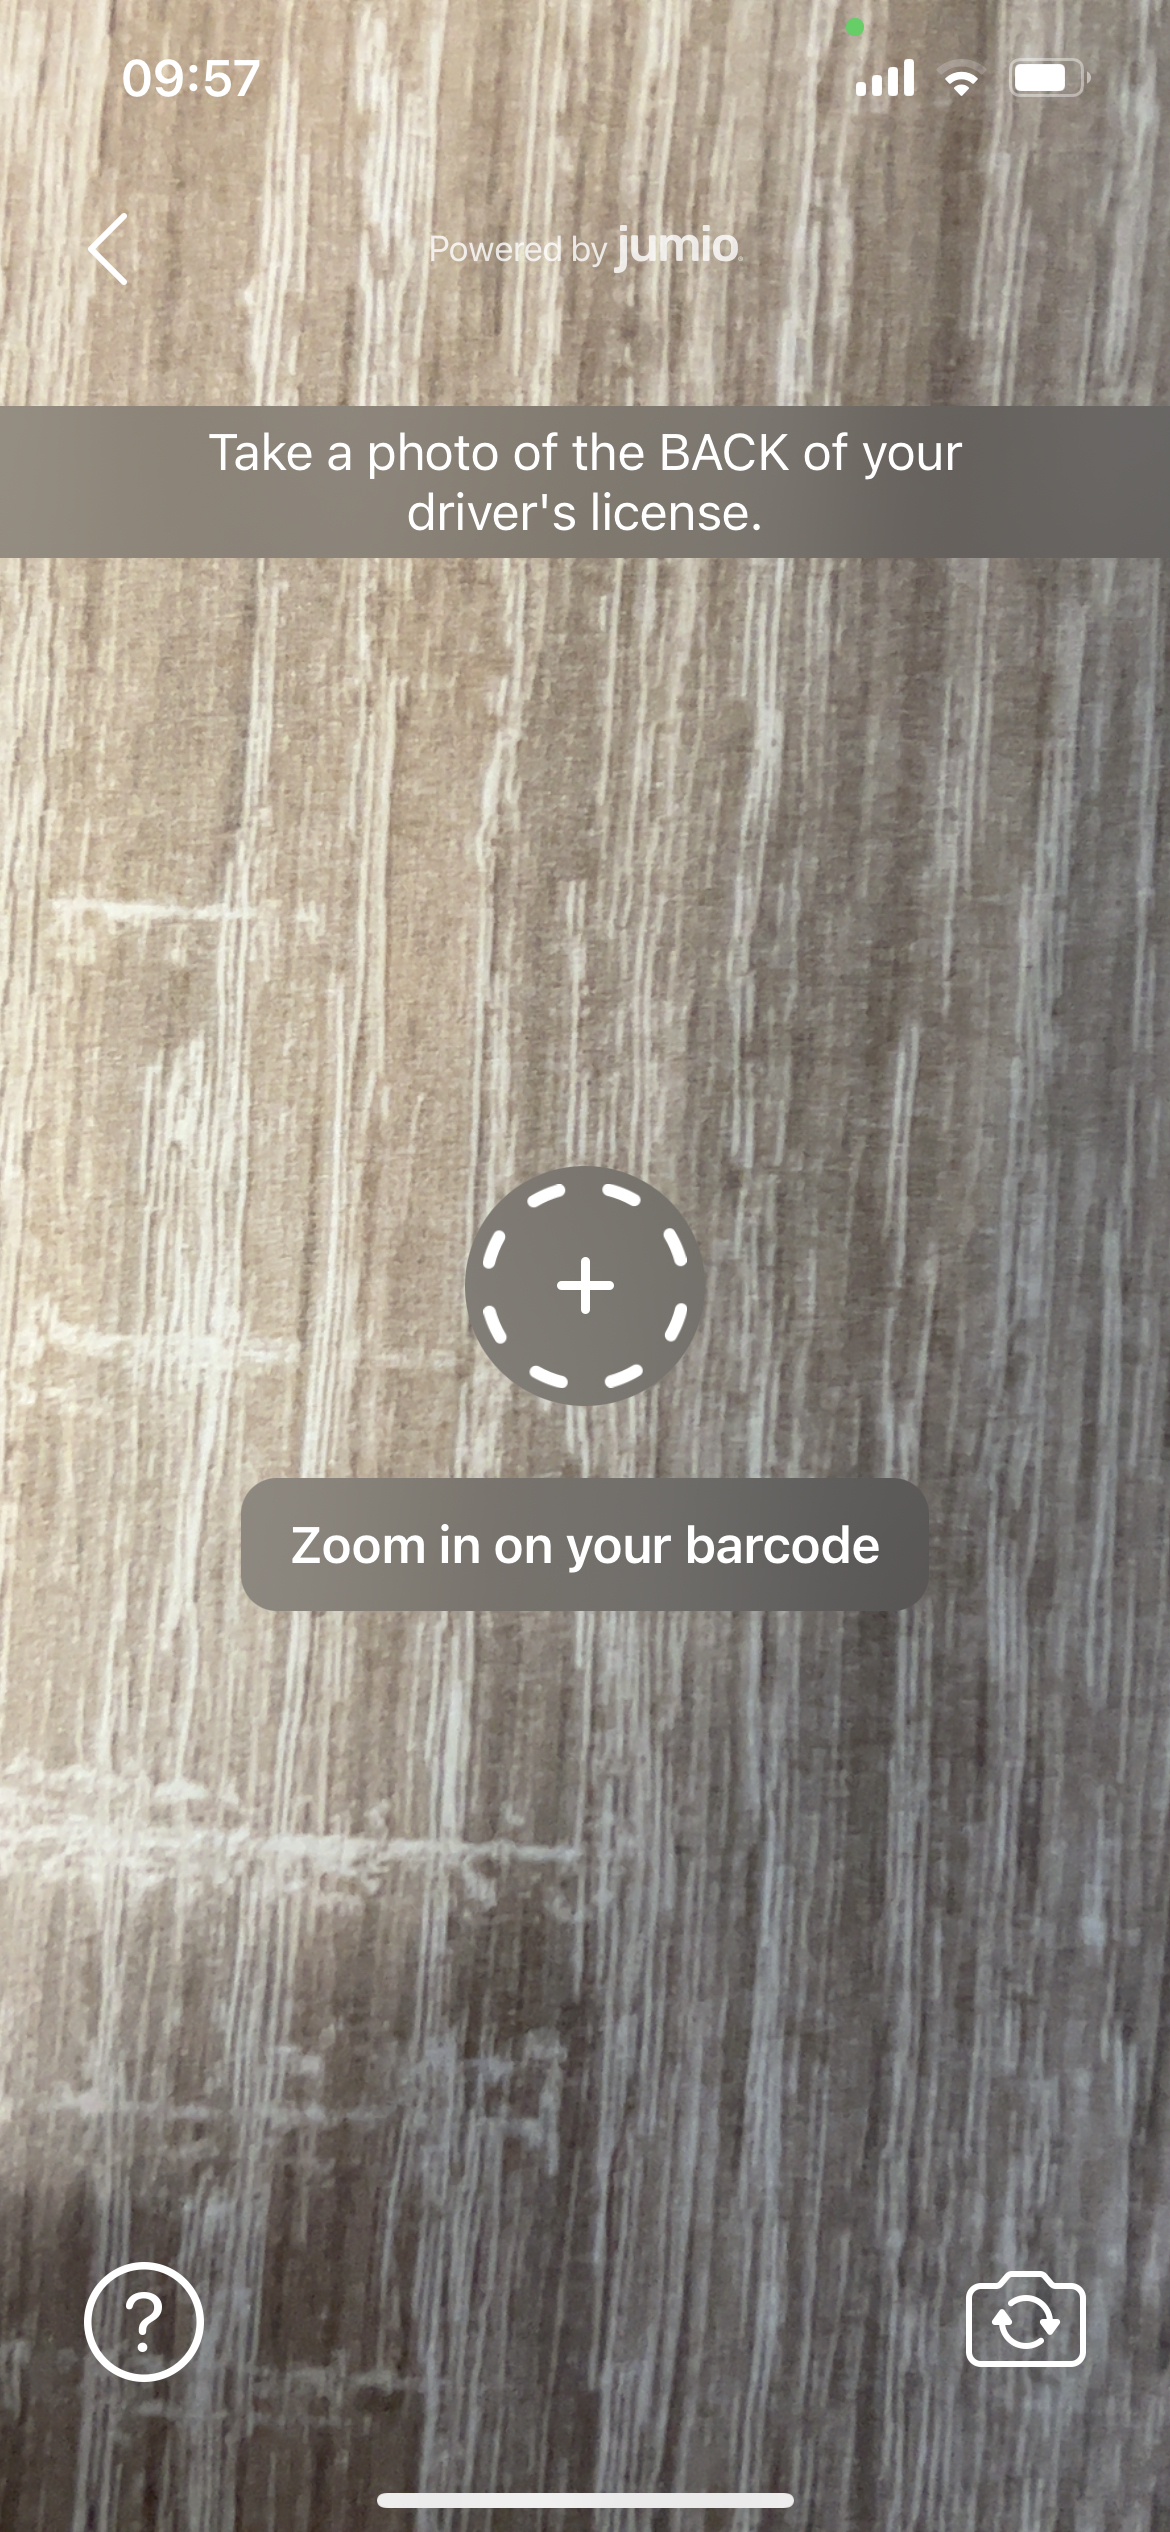 09:57
Powered by jumio
Take a photo of the BACK of your
driver's license.
Zoom in on your barcode
?